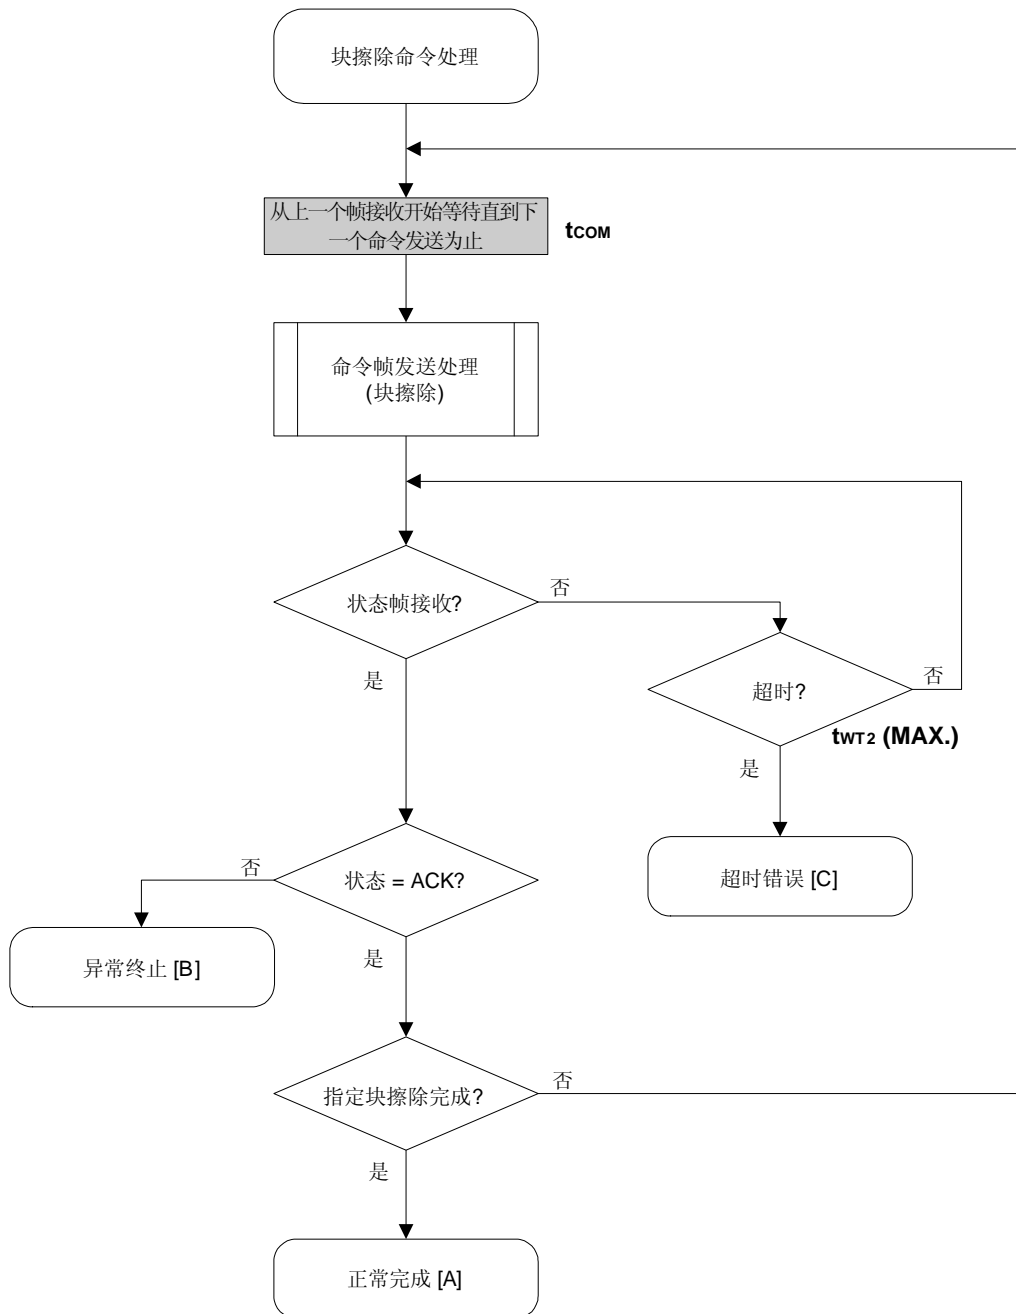 块擦除命令处理
从上一个帧接收开始等待直到下
一个命令发送为止
tCOM
命令帧发送处理
(块擦除)
状态帧接收?
否
是
超时?
否
tWT2 (MAX.)
是
超时错误 [C]
状态 = ACK?
否
异常终止 [B]
是
指定块擦除完成?
否
是
正常完成 [A]